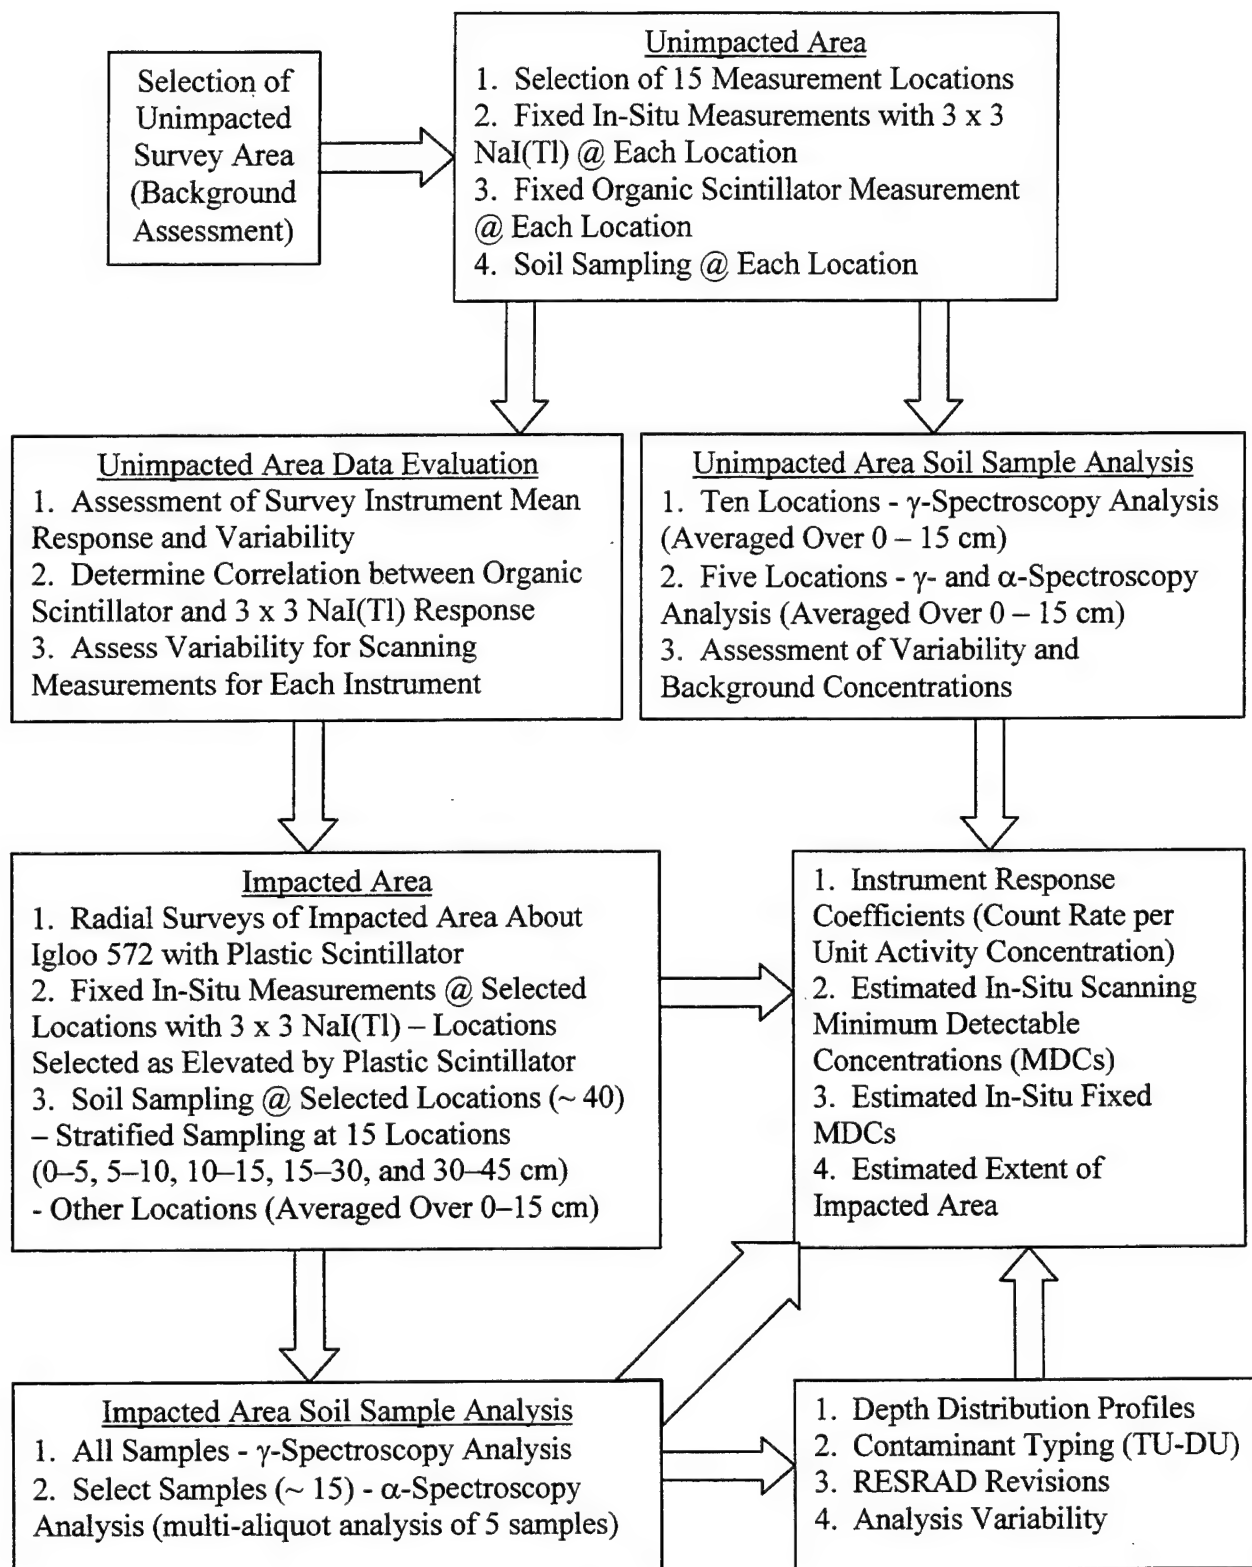 Selection of
Unimpacted
Survey Area
(Background
Assessment)
Unimpacted Area
1. Selection of 15 Measurement Locations
2. Fixed In-Situ Measurements with 3 x 3
NaI(Tl) @ Each Location
3. Fixed Organic Scintillator Measurement
@ Each Location
4. Soil Sampling @ Each Location
Unimpacted Area Data Evaluation
1. Assessment of Survey Instrument Mean
Response and Variability
2. Determine Correlation between Organic
Scintillator and 3 x 3 NaI(Tl) Response
3. Assess Variability for Scanning
Measurements for Each Instrument
Unimpacted Area Soil Sample Analysis
1. Ten Locations - γ-Spectroscopy Analysis
(Averaged Over 0 – 15 cm)
2. Five Locations - γ- and α-Spectroscopy
Analysis (Averaged Over 0 – 15 cm)
3. Assessment of Variability and
Background Concentrations
Impacted Area
1. Radial Surveys of Impacted Area About
Igloo 572 with Plastic Scintillator
2. Fixed In-Situ Measurements @ Selected
Locations with 3 x 3 NaI(Tl) – Locations
Selected as Elevated by Plastic Scintillator
3. Soil Sampling @ Selected Locations (~ 40)
– Stratified Sampling at 15 Locations
(0–5, 5–10, 10–15, 15–30, and 30–45 cm)
- Other Locations (Averaged Over 0–15 cm)
1. Instrument Response
Coefficients (Count Rate per
Unit Activity Concentration)
2. Estimated In-Situ Scanning
Minimum Detectable
Concentrations (MDCs)
3. Estimated In-Situ Fixed
MDCs
4. Estimated Extent of
Impacted Area
Impacted Area Soil Sample Analysis
1. All Samples - γ-Spectroscopy Analysis
2. Select Samples (~ 15) - α-Spectroscopy
Analysis (multi-aliquot analysis of 5 samples)
1. Depth Distribution Profiles
2. Contaminant Typing (TU-DU)
3. RESRAD Revisions
4. Analysis Variability